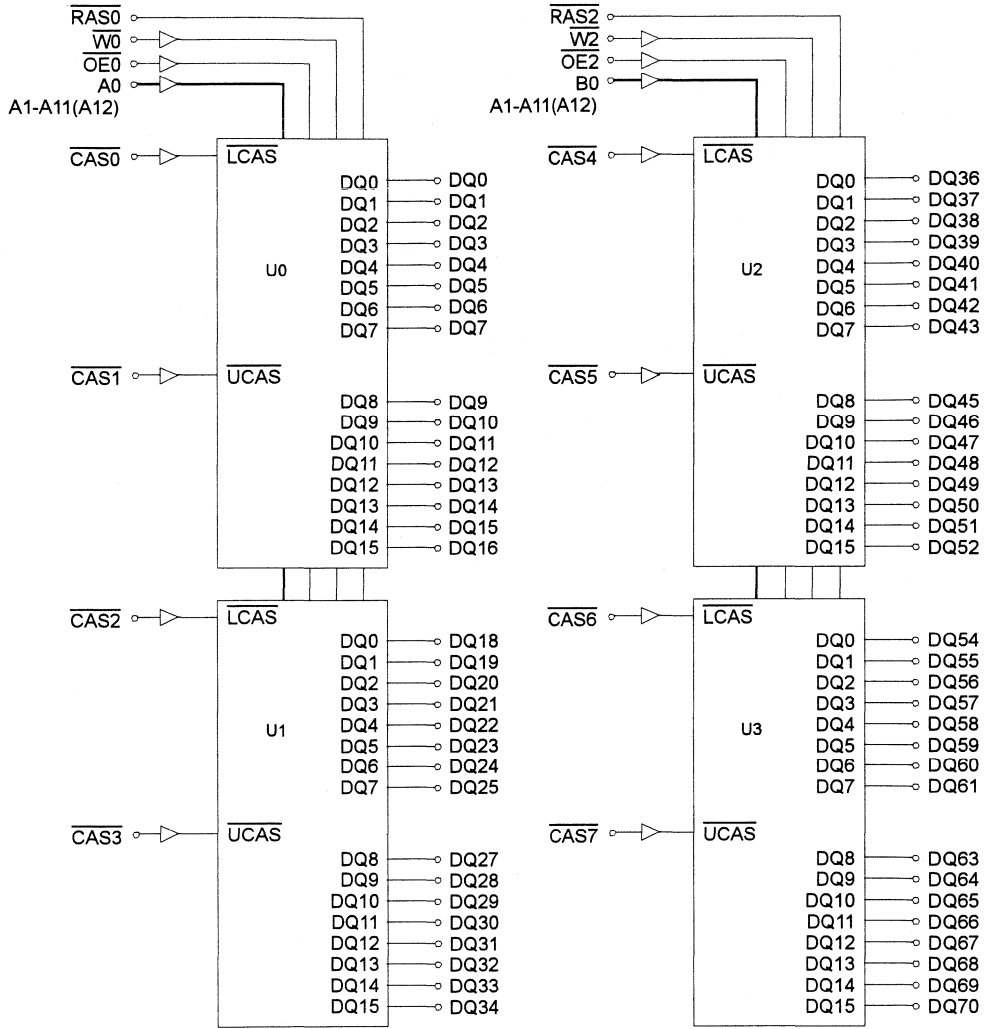 RAS0
W0
OE0
A0
A1-A11(A12)
CAS0
LCAS
DQ0 DQ0
DQ1 DQ1
DQ2 DQ2
DQ3 DQ3
DQ4 DQ4
DQ5 DQ5
DQ6 DQ6
DQ7 DQ7
U0
CAS1
UCAS
DQ8 DQ9
DQ9 DQ10
DQ10 DQ11
DQ11 DQ12
DQ12 DQ13
DQ13 DQ14
DQ14 DQ15
DQ15 DQ16
CAS2
LCAS
DQ0 DQ18
DQ1 DQ19
DQ2 DQ20
DQ3 DQ21
DQ4 DQ22
DQ5 DQ23
DQ6 DQ24
DQ7 DQ25
U1
CAS3
UCAS
DQ8 DQ27
DQ9 DQ28
DQ10 DQ29
DQ11 DQ30
DQ12 DQ31
DQ13 DQ32
DQ14 DQ33
DQ15 DQ34
RAS2
W2
OE2
B0
A1-A11(A12)
CAS4
LCAS
DQ0 DQ36
DQ1 DQ37
DQ2 DQ38
DQ3 DQ39
DQ4 DQ40
DQ5 DQ41
DQ6 DQ42
DQ7 DQ43
U2
CAS5
UCAS
DQ8 DQ45
DQ9 DQ46
DQ10 DQ47
DQ11 DQ48
DQ12 DQ49
DQ13 DQ50
DQ14 DQ51
DQ15 DQ52
CAS6
LCAS
DQ0 DQ54
DQ1 DQ55
DQ2 DQ56
DQ3 DQ57
DQ4 DQ58
DQ5 DQ59
DQ6 DQ60
DQ7 DQ61
U3
CAS7
UCAS
DQ8 DQ63
DQ9 DQ64
DQ10 DQ65
DQ11 DQ66
DQ12 DQ67
DQ13 DQ68
DQ14 DQ69
DQ15 DQ70